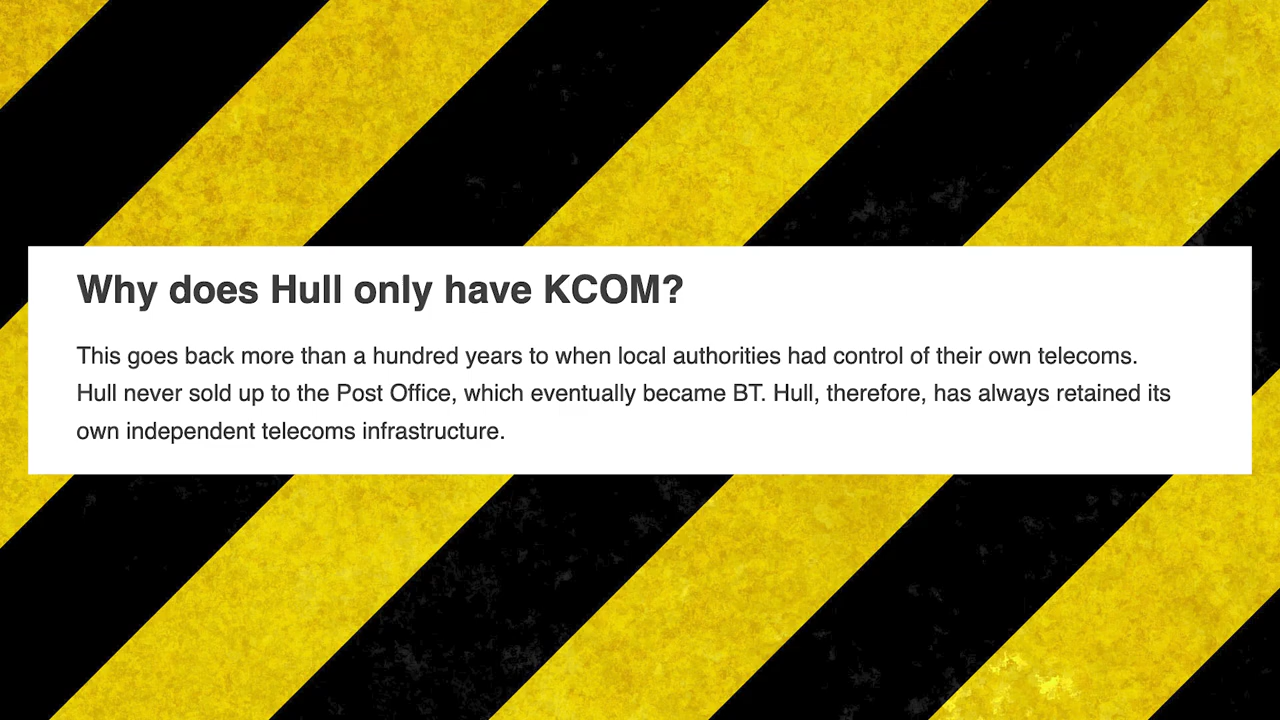 Why does Hull only have KCOM?
This goes back more than a hundred years to when local authorities had control of their own telecoms.
Hull never sold up to the Post Office, which eventually became BT. Hull, therefore, has always retained its
own independent telecoms infrastructure.